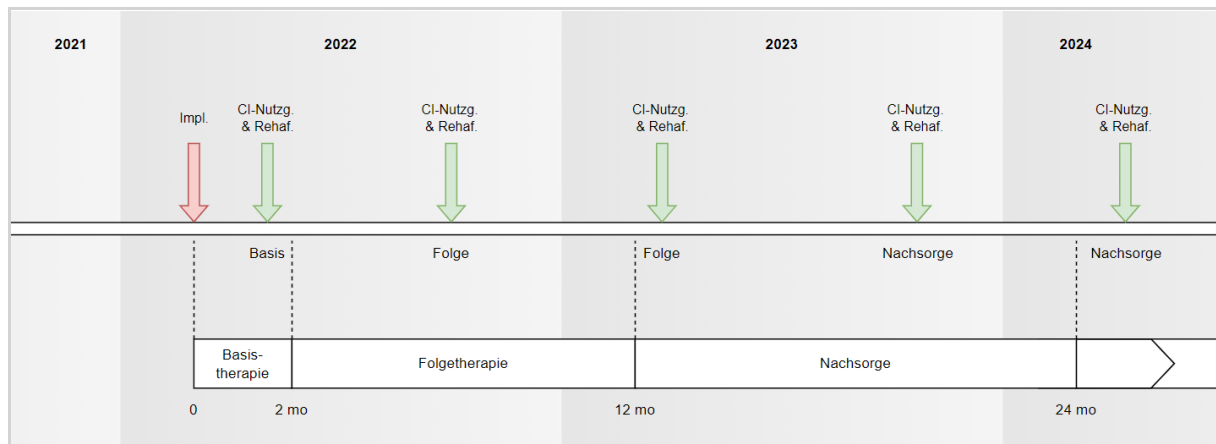 2021
2022
2023
2024
Impl.
CI-Nutzg.
& Rehaf.
CI-Nutzg.
& Rehaf.
CI-Nutzg.
& Rehaf.
CI-Nutzg.
& Rehaf.
CI-Nutzg.
& Rehaf.
Basis
Folge
Folge
Nachsorge
Nachsorge
Basis-
therapie
Folgetherapie
Nachsorge
0
2 mo
12 mo
24 mo